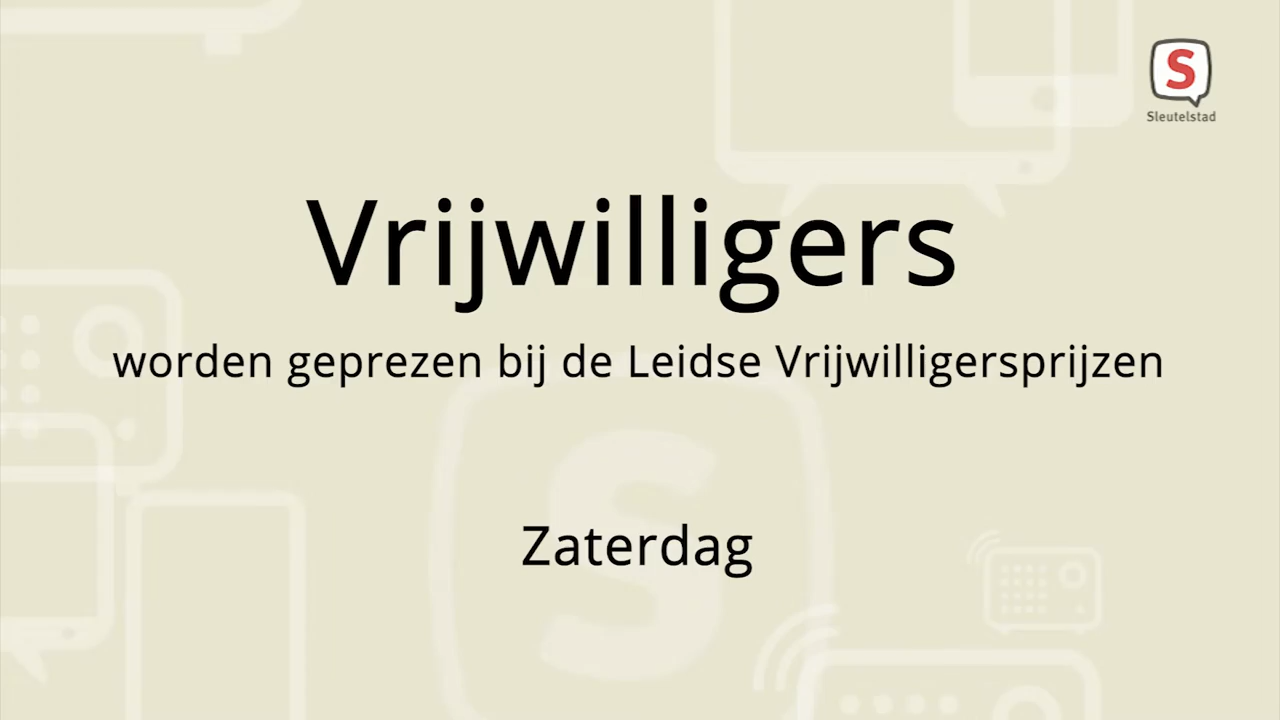 S
Sleutelstad
Vrijwilligers
worden geprezen bij de Leidse Vrijwilligersprijzen
S
Zaterdag